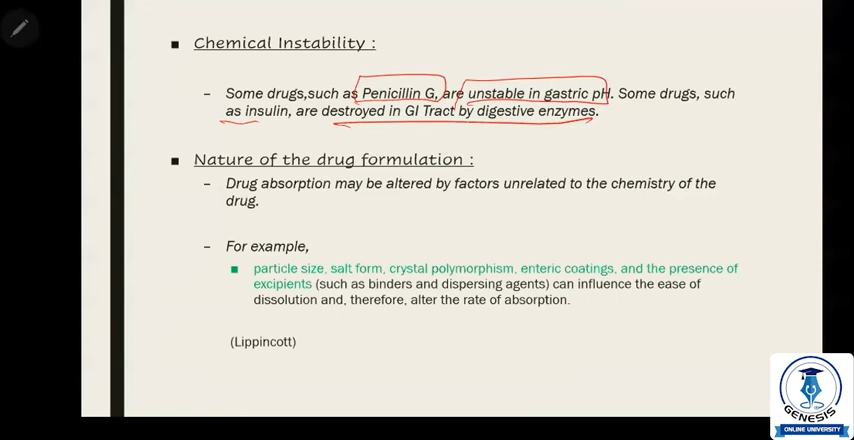 Chemical Instability :
– Some drugs,such as Penicillin G, are unstable in gastric pH. Some drugs, such
as insulin, are destroyed in GI Tract by digestive enzymes.
Nature of the drug formulation :
– Drug absorption may be altered by factors unrelated to the chemistry of the
drug.
– For example,
particle size, salt form, crystal polymorphism, enteric coatings, and the presence of
excipients (such as binders and dispersing agents) can influence the ease of
dissolution and, therefore, alter the rate of absorption.
(Lippincott)
GENESIS
ONLINE UNIVERSITY